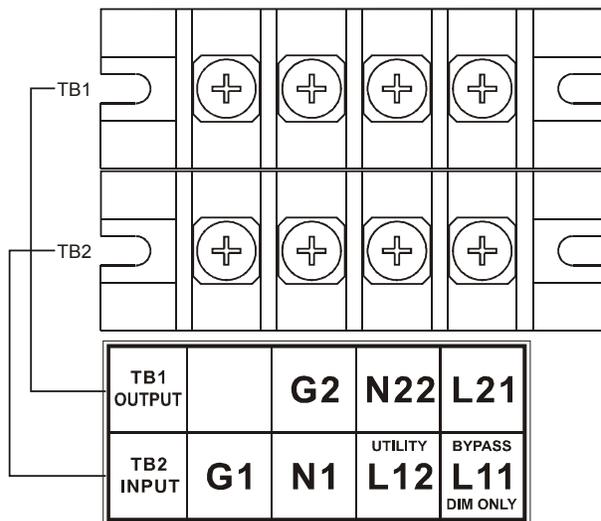 TB1
TB2
TB1
OUTPUT
G2
N22
L21
TB2
INPUT
G1
N1
UTILITY
L12
BYPASS
L11
DIM ONLY